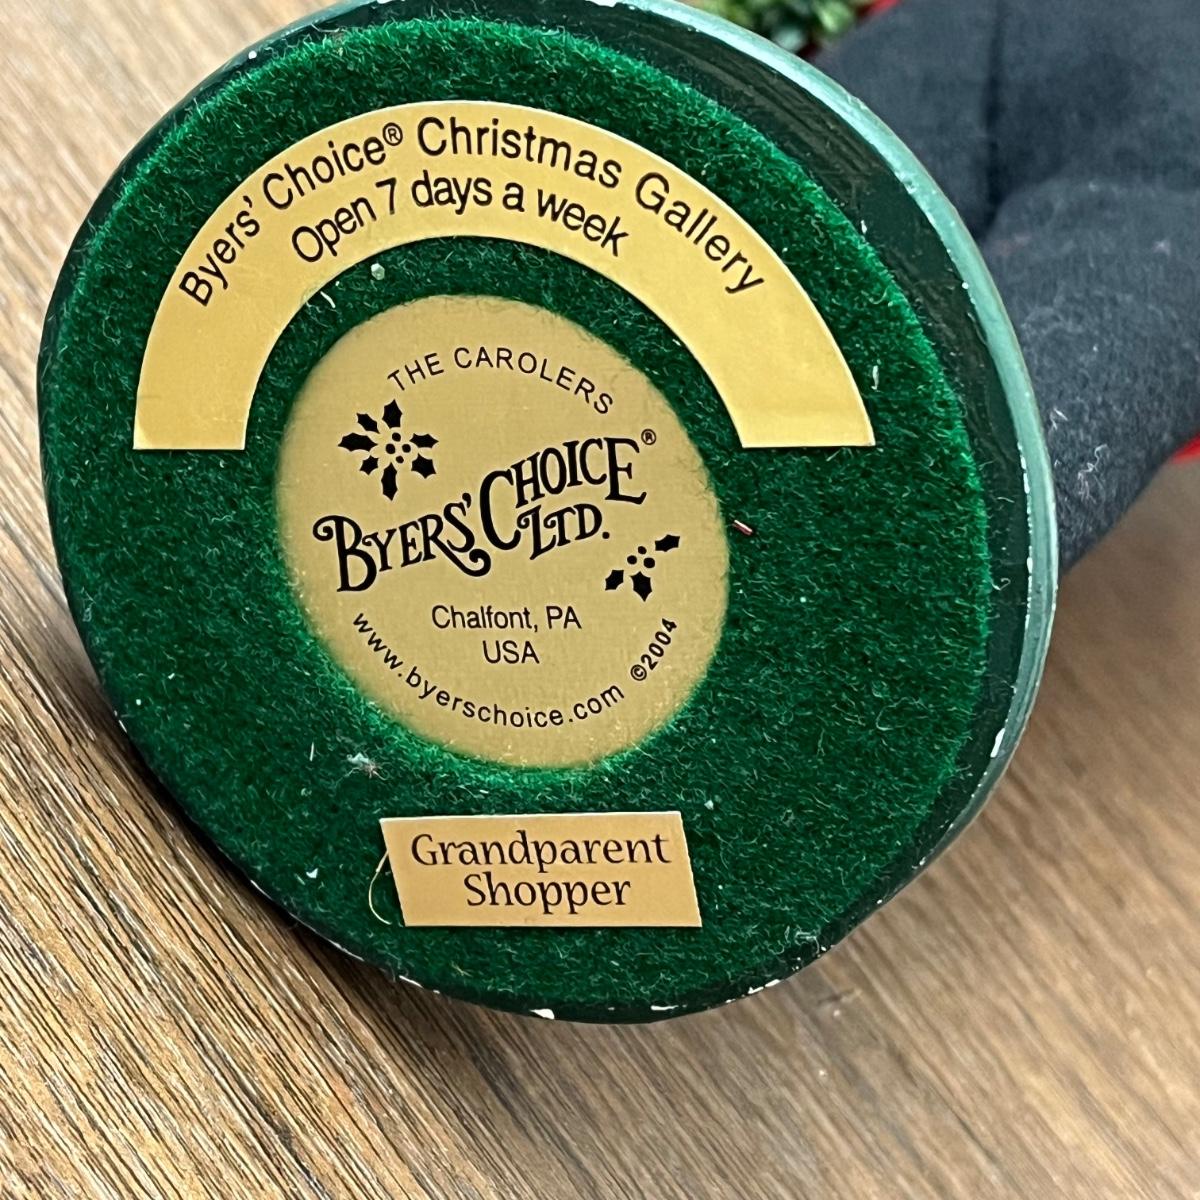 Byers' Choice® Christmas Gallery
Open 7 days a week
THE CAROLERS
BYERS' CHOICE®
LTD.
Chalfont, PA
USA
www.byerschoice.com ©2004
Grandparent
Shopper